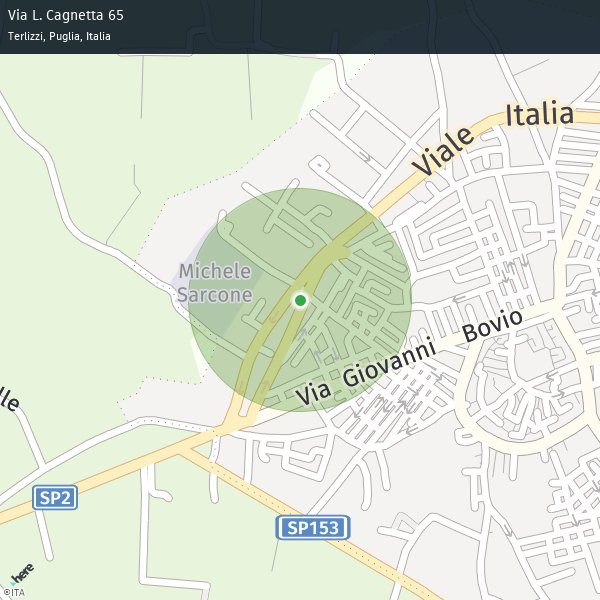 Via L. Cagnetta 65
Terlizzi, Puglia, Italia
Italia
Viale
Michele
Sarcone
Bovio
Via Giovanni
lle
SP2
SP153
here
©ITA